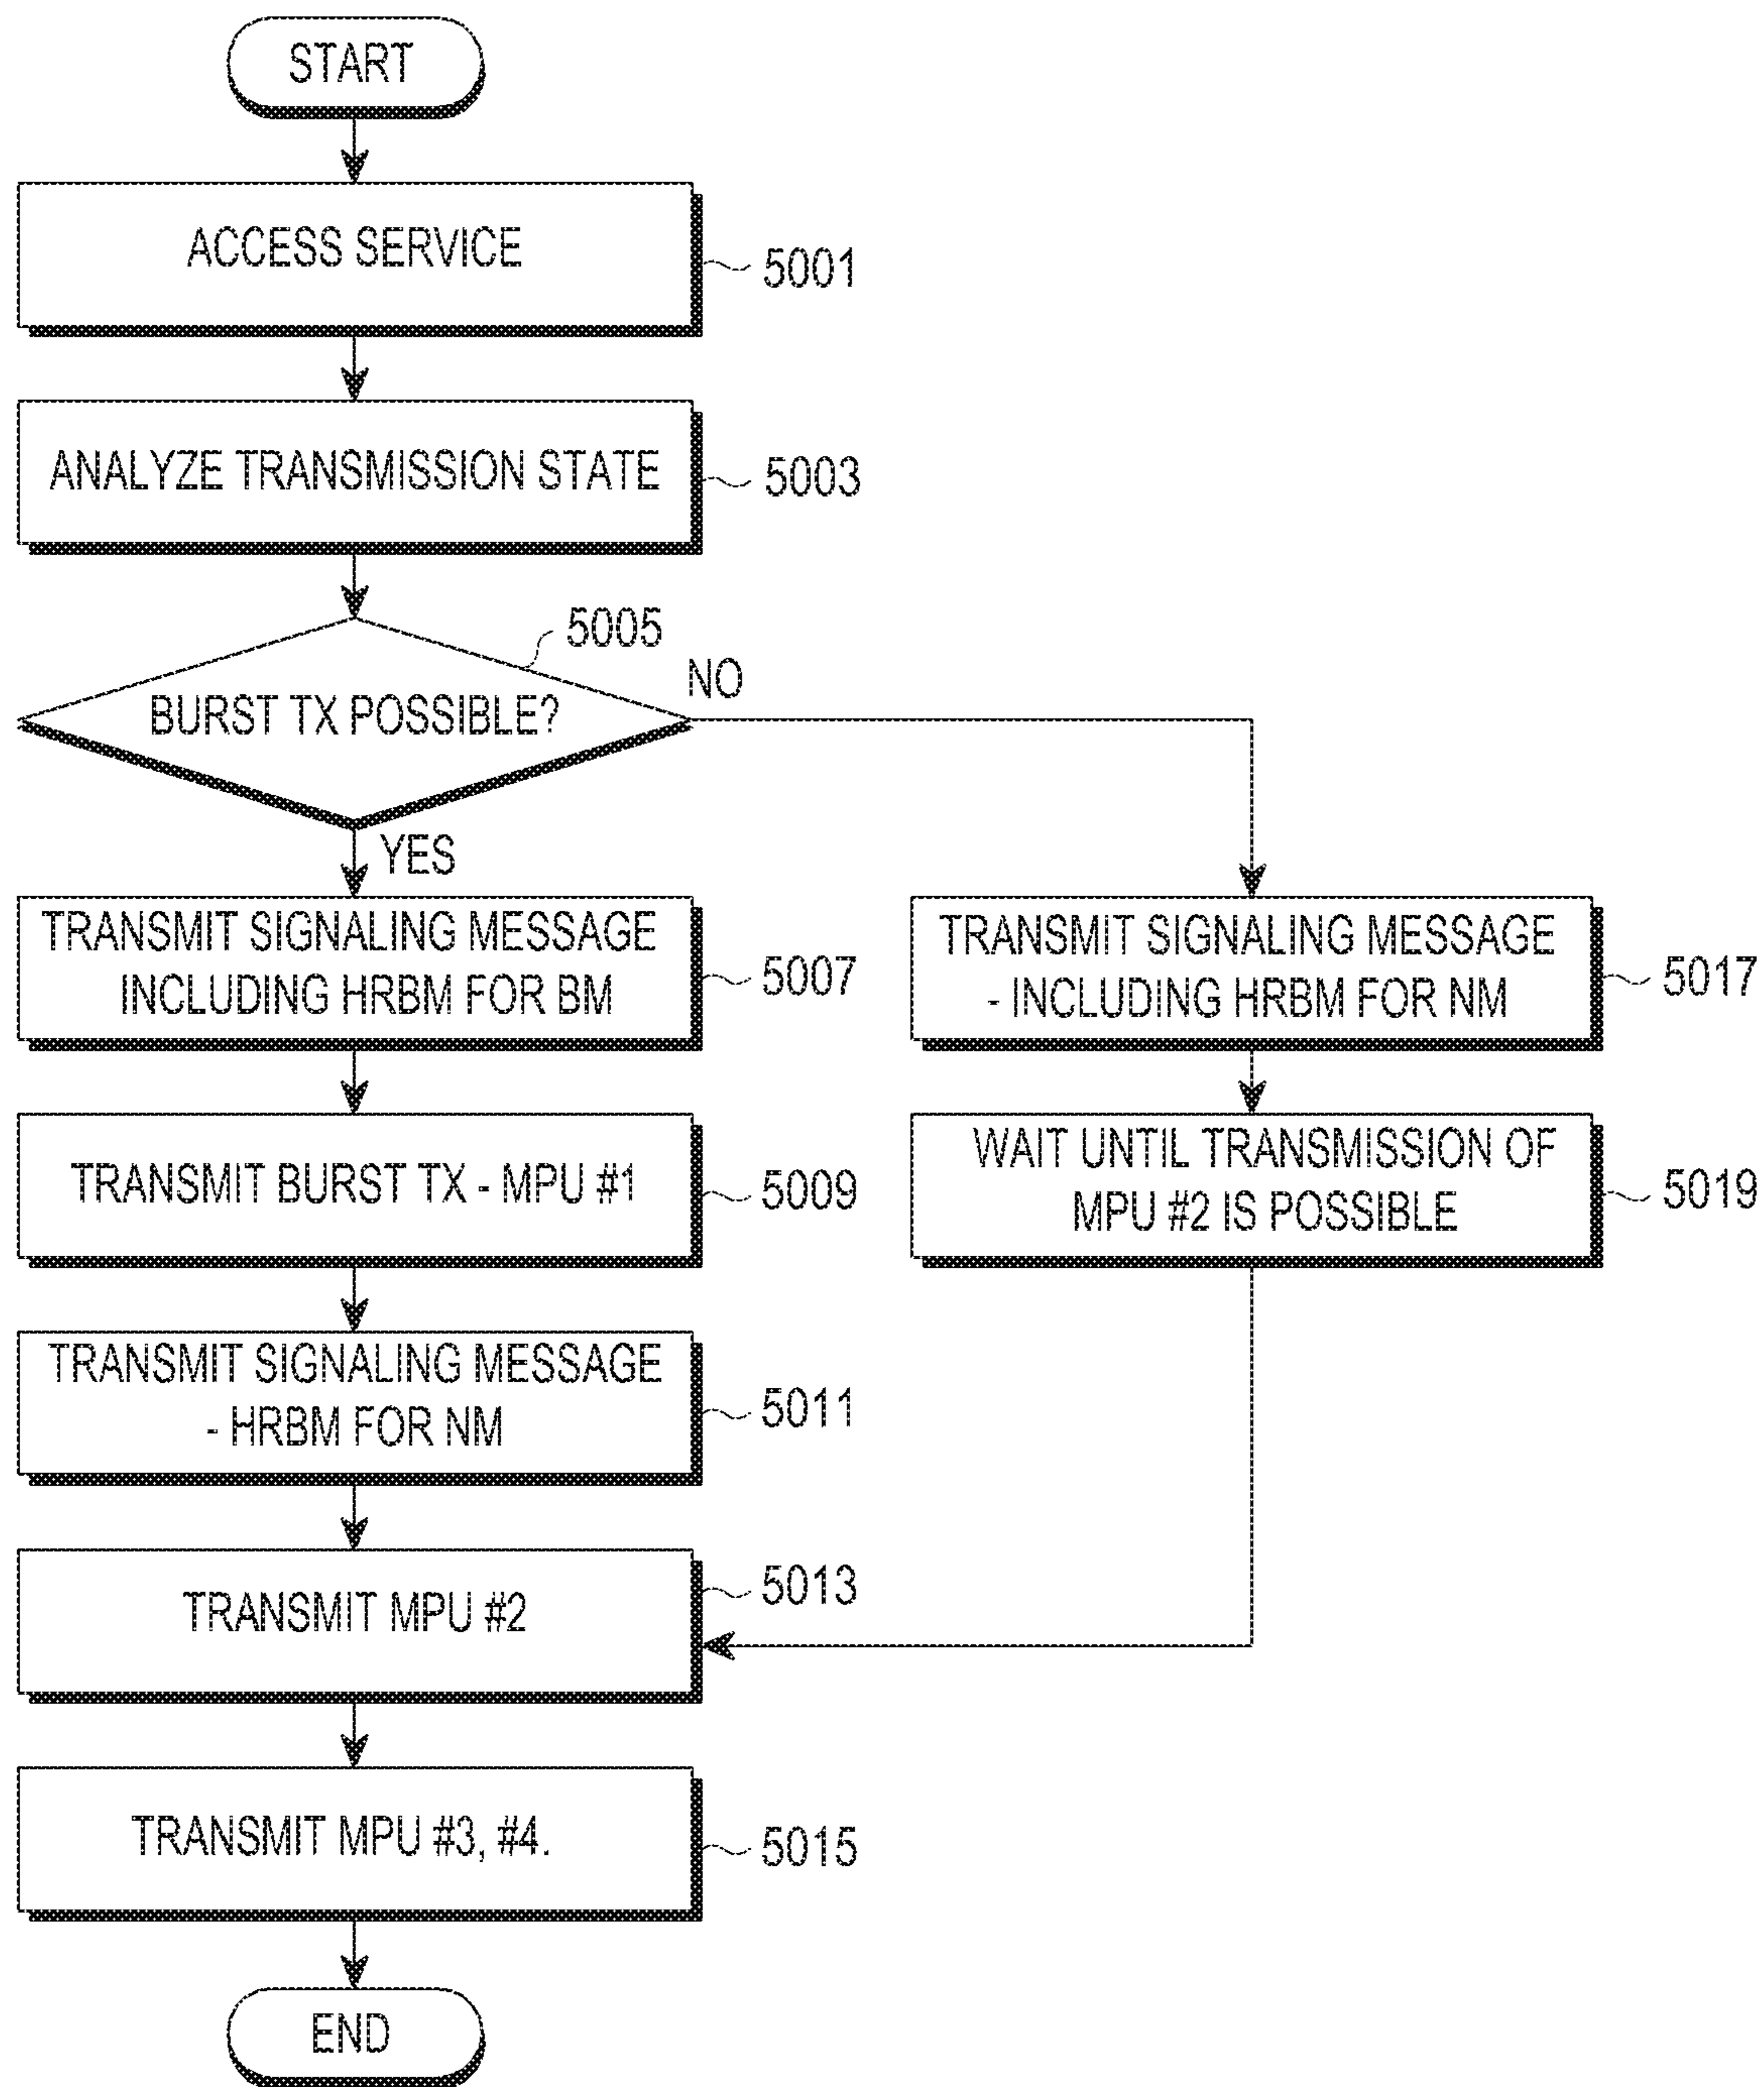 START
ACCESS SERVICE
5001
ANALYZE TRANSMISSION STATE
5003
5005
BURST TX POSSIBLE?
NO
YES
TRANSMIT SIGNALING MESSAGE
INCLUDING HRBM FOR BM
5007
TRANSMIT SIGNALING MESSAGE
- INCLUDING HRBM FOR NM
5017
TRANSMIT BURST TX - MPU #1
5009
WAIT UNTIL TRANSMISSION OF
MPU #2 IS POSSIBLE
5019
TRANSMIT SIGNALING MESSAGE
- HRBM FOR NM
5011
TRANSMIT MPU #2
5013
TRANSMIT MPU #3, #4.
5015
END